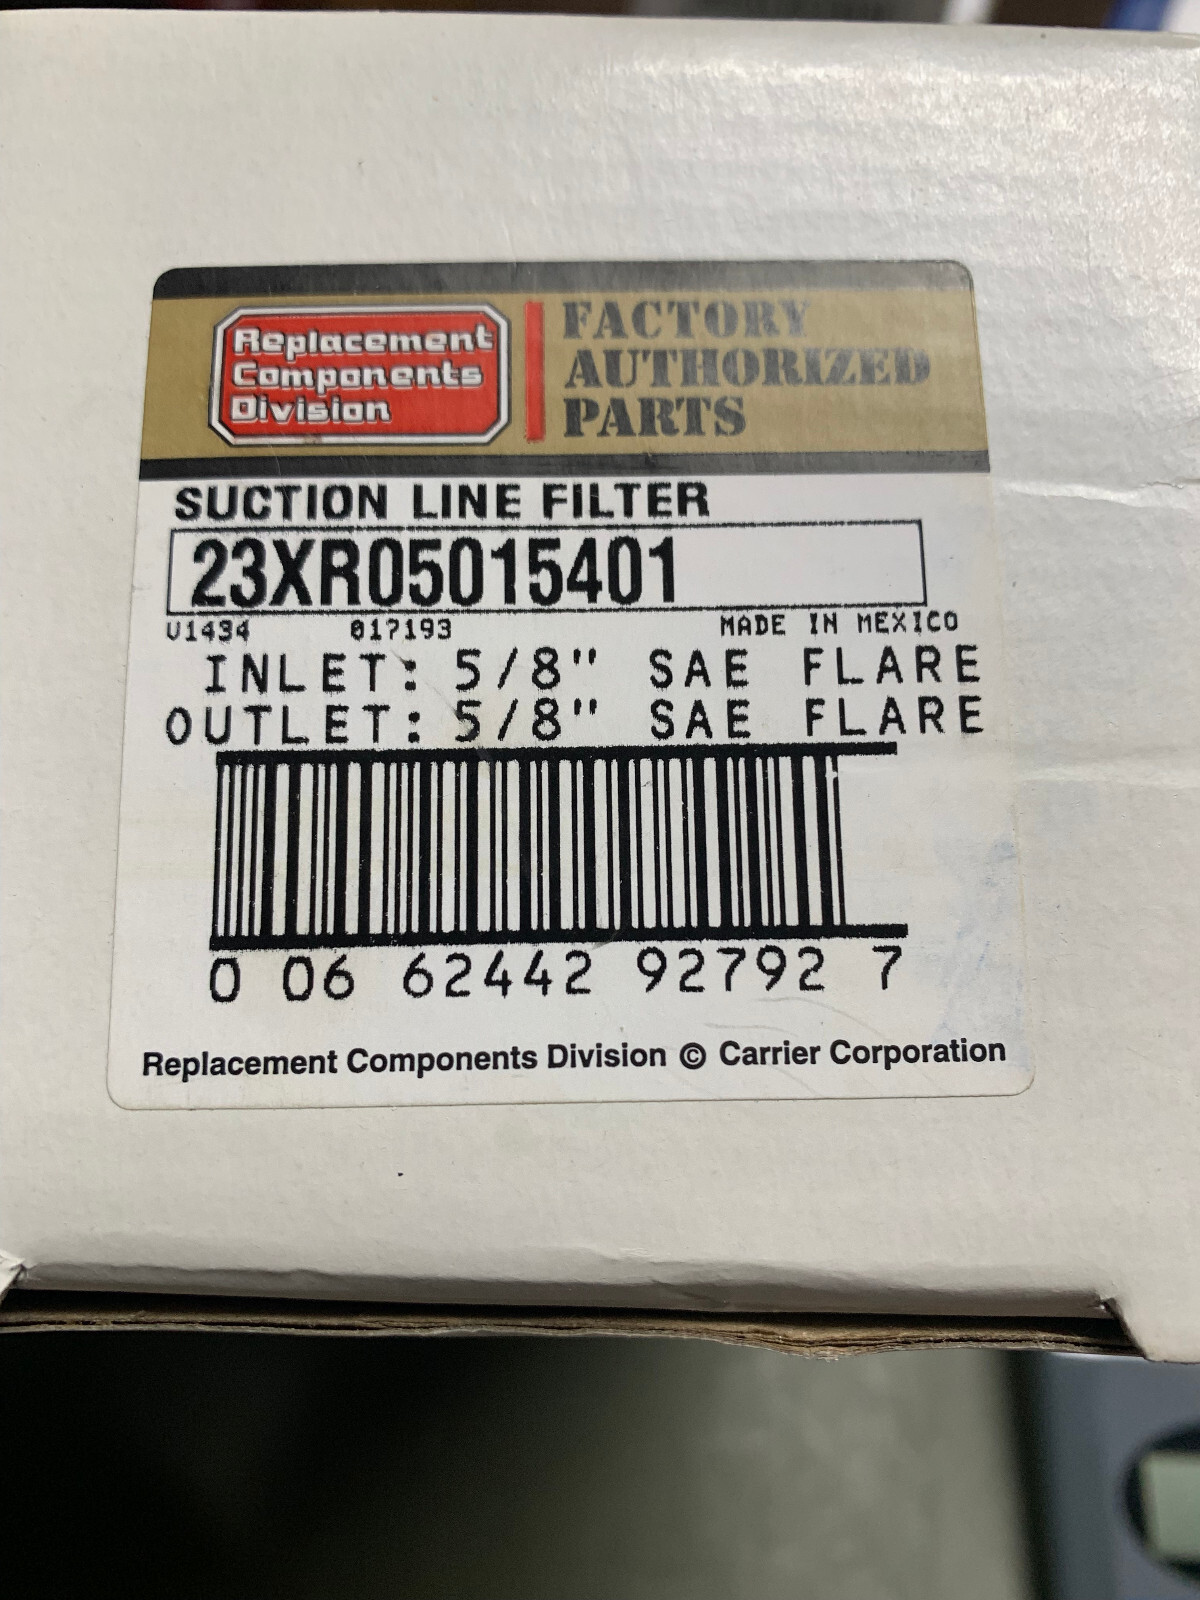 Replacement
Components
Division
FACTORY
AUTHORIZED
PARTS
SUCTION LINE FILTER
23XR05015401
V1434 017193 MADE IN MEXICO
INLET: 5/8" SAE FLARE
OUTLET: 5/8" SAE FLARE
0 06 62442 92792 7
Replacement Components Division © Carrier Corporation